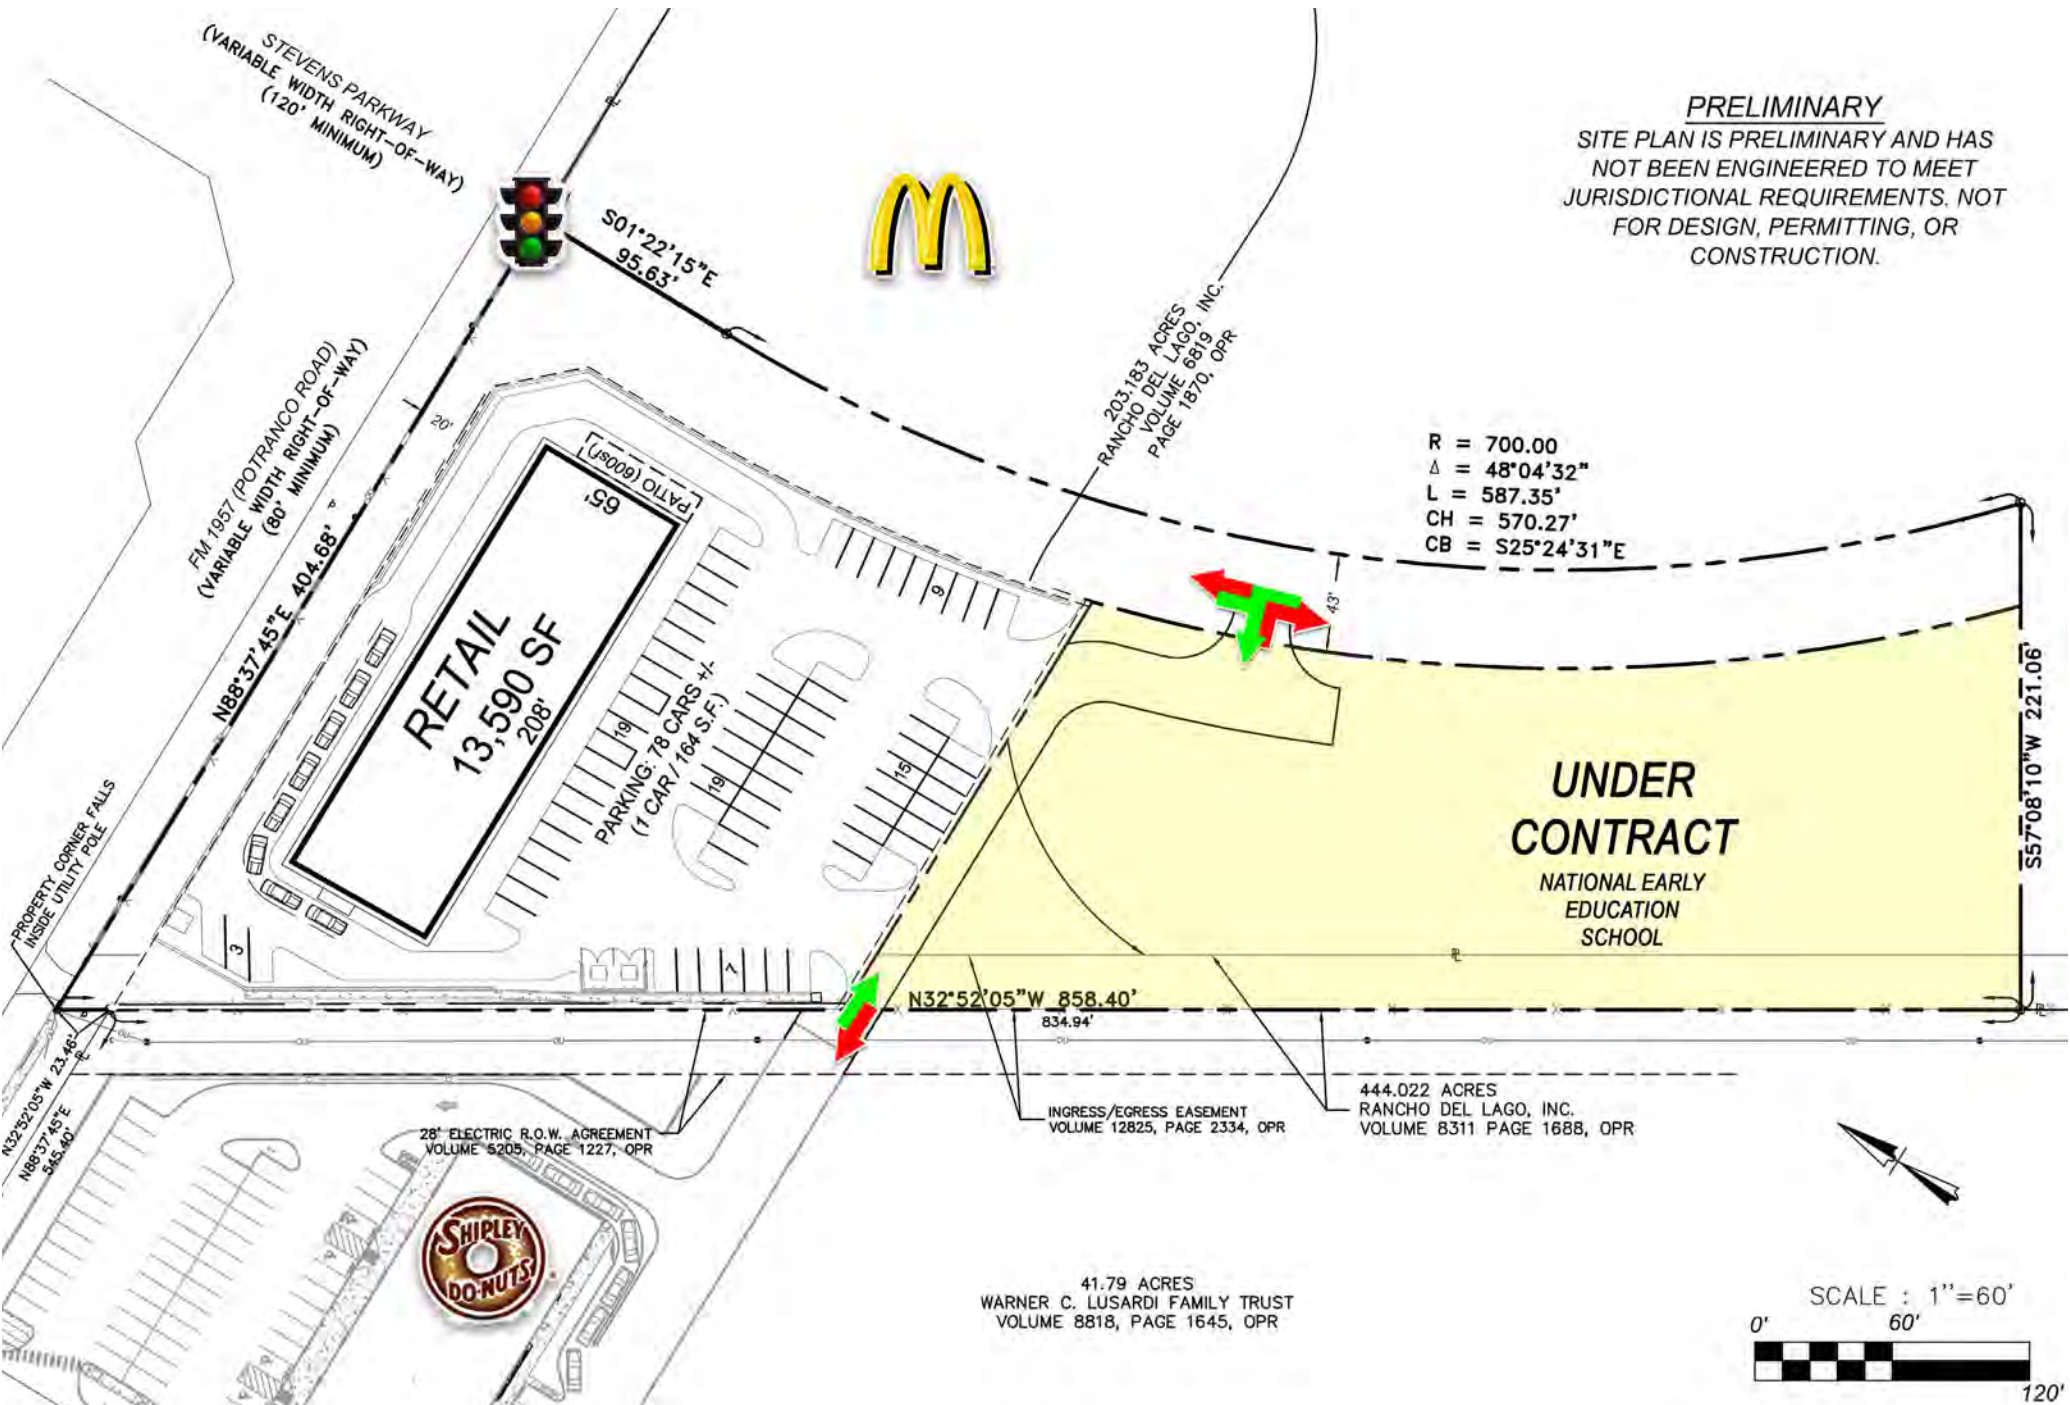 STEVENS PARKWAY
(VARIABLE WIDTH RIGHT-OF-WAY)
(120' MINIMUM)
PRELIMINARY
SITE PLAN IS PRELIMINARY AND HAS
NOT BEEN ENGINEERED TO MEET
JURISDICTIONAL REQUIREMENTS. NOT
FOR DESIGN, PERMITTING, OR
CONSTRUCTION.
S01°22'15"E
95.63'
203.183 ACRES
RANCHO DEL LAGO, INC.
VOLUME 6819
PAGE 1870, OPR
FM 1957 (POTRANCO ROAD)
(VARIABLE WIDTH RIGHT-OF-WAY)
(80' MINIMUM)
N88°37'45"E 404.68'
20'
PATIO (600sf)
65'
RETAIL
13,590 SF
208'
PARKING: 78 CARS +/-
(1 CAR / 164 S.F.)
19
19
15
9
3
7
R = 700.00
Δ = 48°04'32"
L = 587.35'
CH = 570.27'
CB = S25°24'31"E
43'
S57°08'10"W 221.06'
UNDER
CONTRACT
NATIONAL EARLY
EDUCATION
SCHOOL
PROPERTY CORNER FALLS
INSIDE UTILITY POLE
N32°52'05"W 858.40'
834.94'
N32°52'05"W 23.46'
N88°37'45"E
545.40'
28' ELECTRIC R.O.W. AGREEMENT
VOLUME 5205, PAGE 1227, OPR
INGRESS/EGRESS EASEMENT
VOLUME 12825, PAGE 2334, OPR
444.022 ACRES
RANCHO DEL LAGO, INC.
VOLUME 8311 PAGE 1688, OPR
SHIPLEY
DO-NUTS
41.79 ACRES
WARNER C. LUSARDI FAMILY TRUST
VOLUME 8818, PAGE 1645, OPR
SCALE : 1"=60'
0' 60'
120'